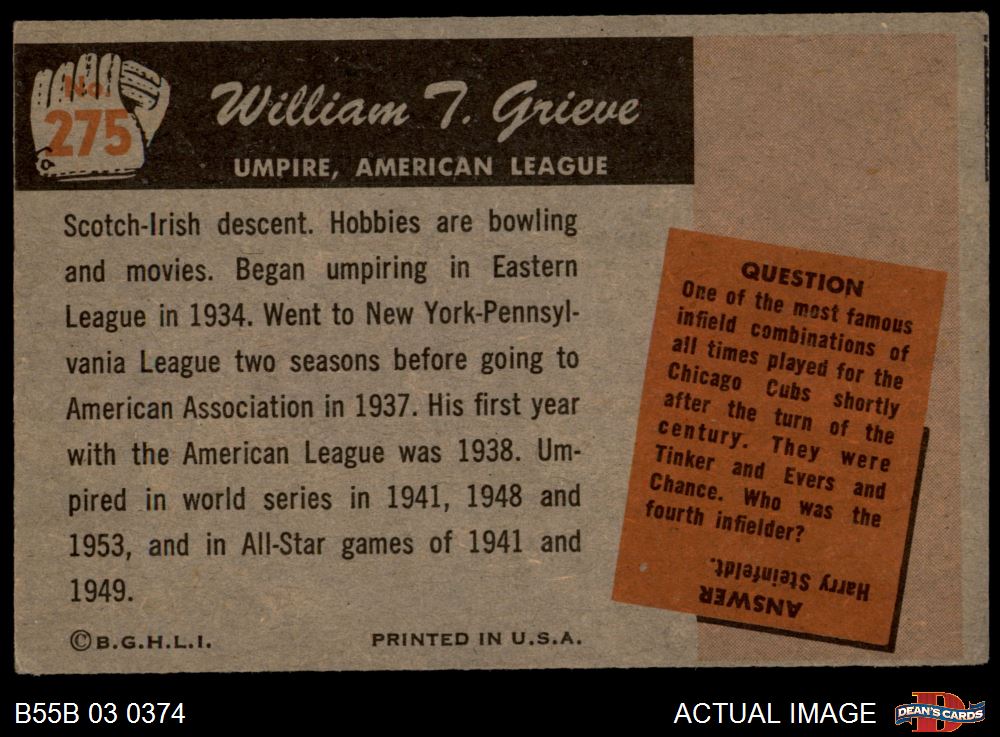 No.
275
William T. Grieve
UMPIRE, AMERICAN LEAGUE
Scotch-Irish descent. Hobbies are bowling
and movies. Began umpiring in Eastern
League in 1934. Went to New York-Pennsyl-
vania League two seasons before going to
American Association in 1937. His first year
with the American League was 1938. Um-
pired in world series in 1941, 1948 and
1953, and in All-Star games of 1941 and
1949.
©B.G.H.L.I.
PRINTED IN U.S.A.
QUESTION
One of the most famous
infield combinations of
all times played for the
Chicago Cubs shortly
after the turn of the
century. They were
Tinker and Evers and
Chance. Who was the
fourth infielder?
ANSWER
Harry Steinfeldt.
B55B 03 0374
ACTUAL IMAGE
DEAN'S CARDS